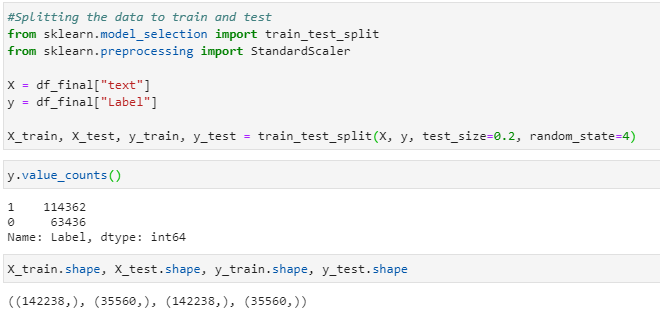 #Splitting the data to train and test
from sklearn.model_selection import train_test_split
from sklearn.preprocessing import StandardScaler
X = df_final["text"]
y = df_final["Label"]
X_train, X_test, y_train, y_test = train_test_split(X, y, test_size=0.2, random_state=4)
y.value_counts()
1    114362
0     63436
Name: Label, dtype: int64
X_train.shape, X_test.shape, y_train.shape, y_test.shape
((142238,), (35560,), (142238,), (35560,))